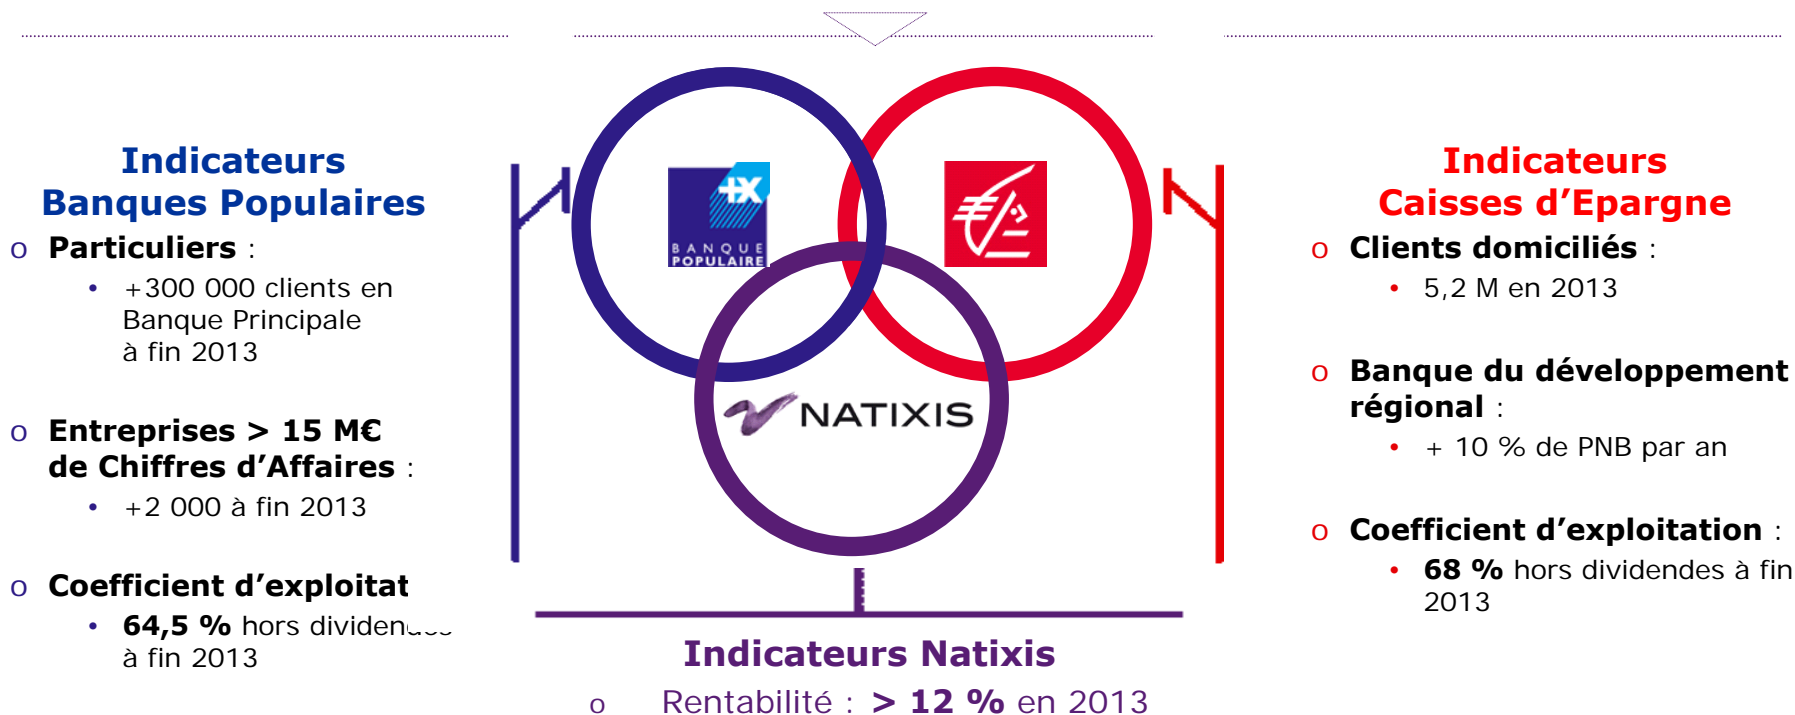 Indicateurs
Banques Populaires
o Particuliers :
• +300 000 clients en
Banque Principale
à fin 2013
o Entreprises > 15 M€
de Chiffres d’Affaires :
• +2 000 à fin 2013
o Coefficient d’exploitat
• 64,5 % hors dividendes
à fin 2013
+X
BANQUE
POPULAIRE
NATIXIS
Indicateurs Natixis
o Rentabilité : > 12 % en 2013
Indicateurs
Caisses d’Epargne
o Clients domiciliés :
• 5,2 M en 2013
o Banque du développement
régional :
• + 10 % de PNB par an
o Coefficient d’exploitation :
• 68 % hors dividendes à fin
2013